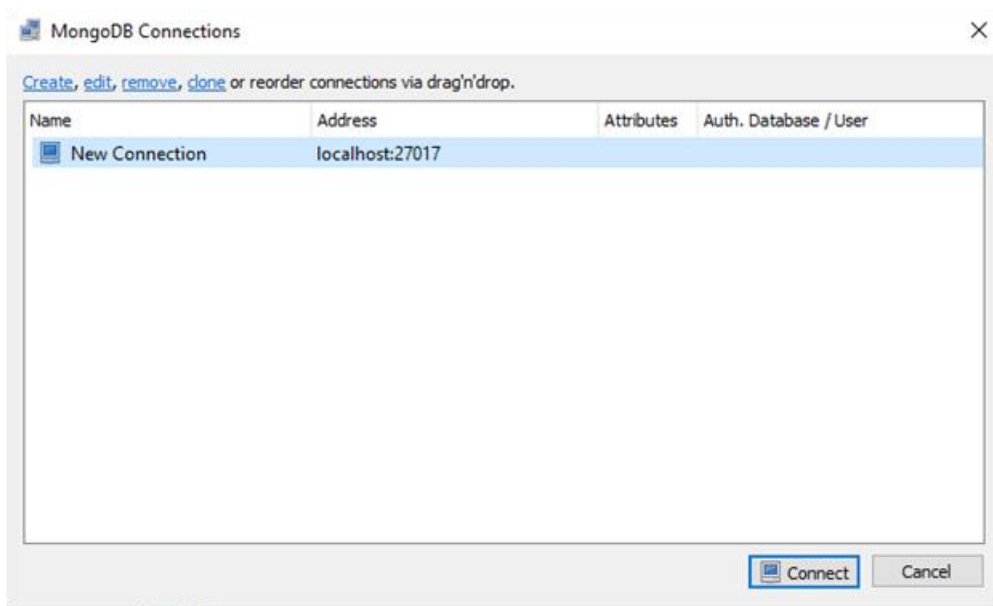 MongoDB Connections
Create, edit, remove, clone or reorder connections via drag'n'drop.
Name Address Attributes Auth. Database / User
New Connection localhost:27017
Connect Cancel